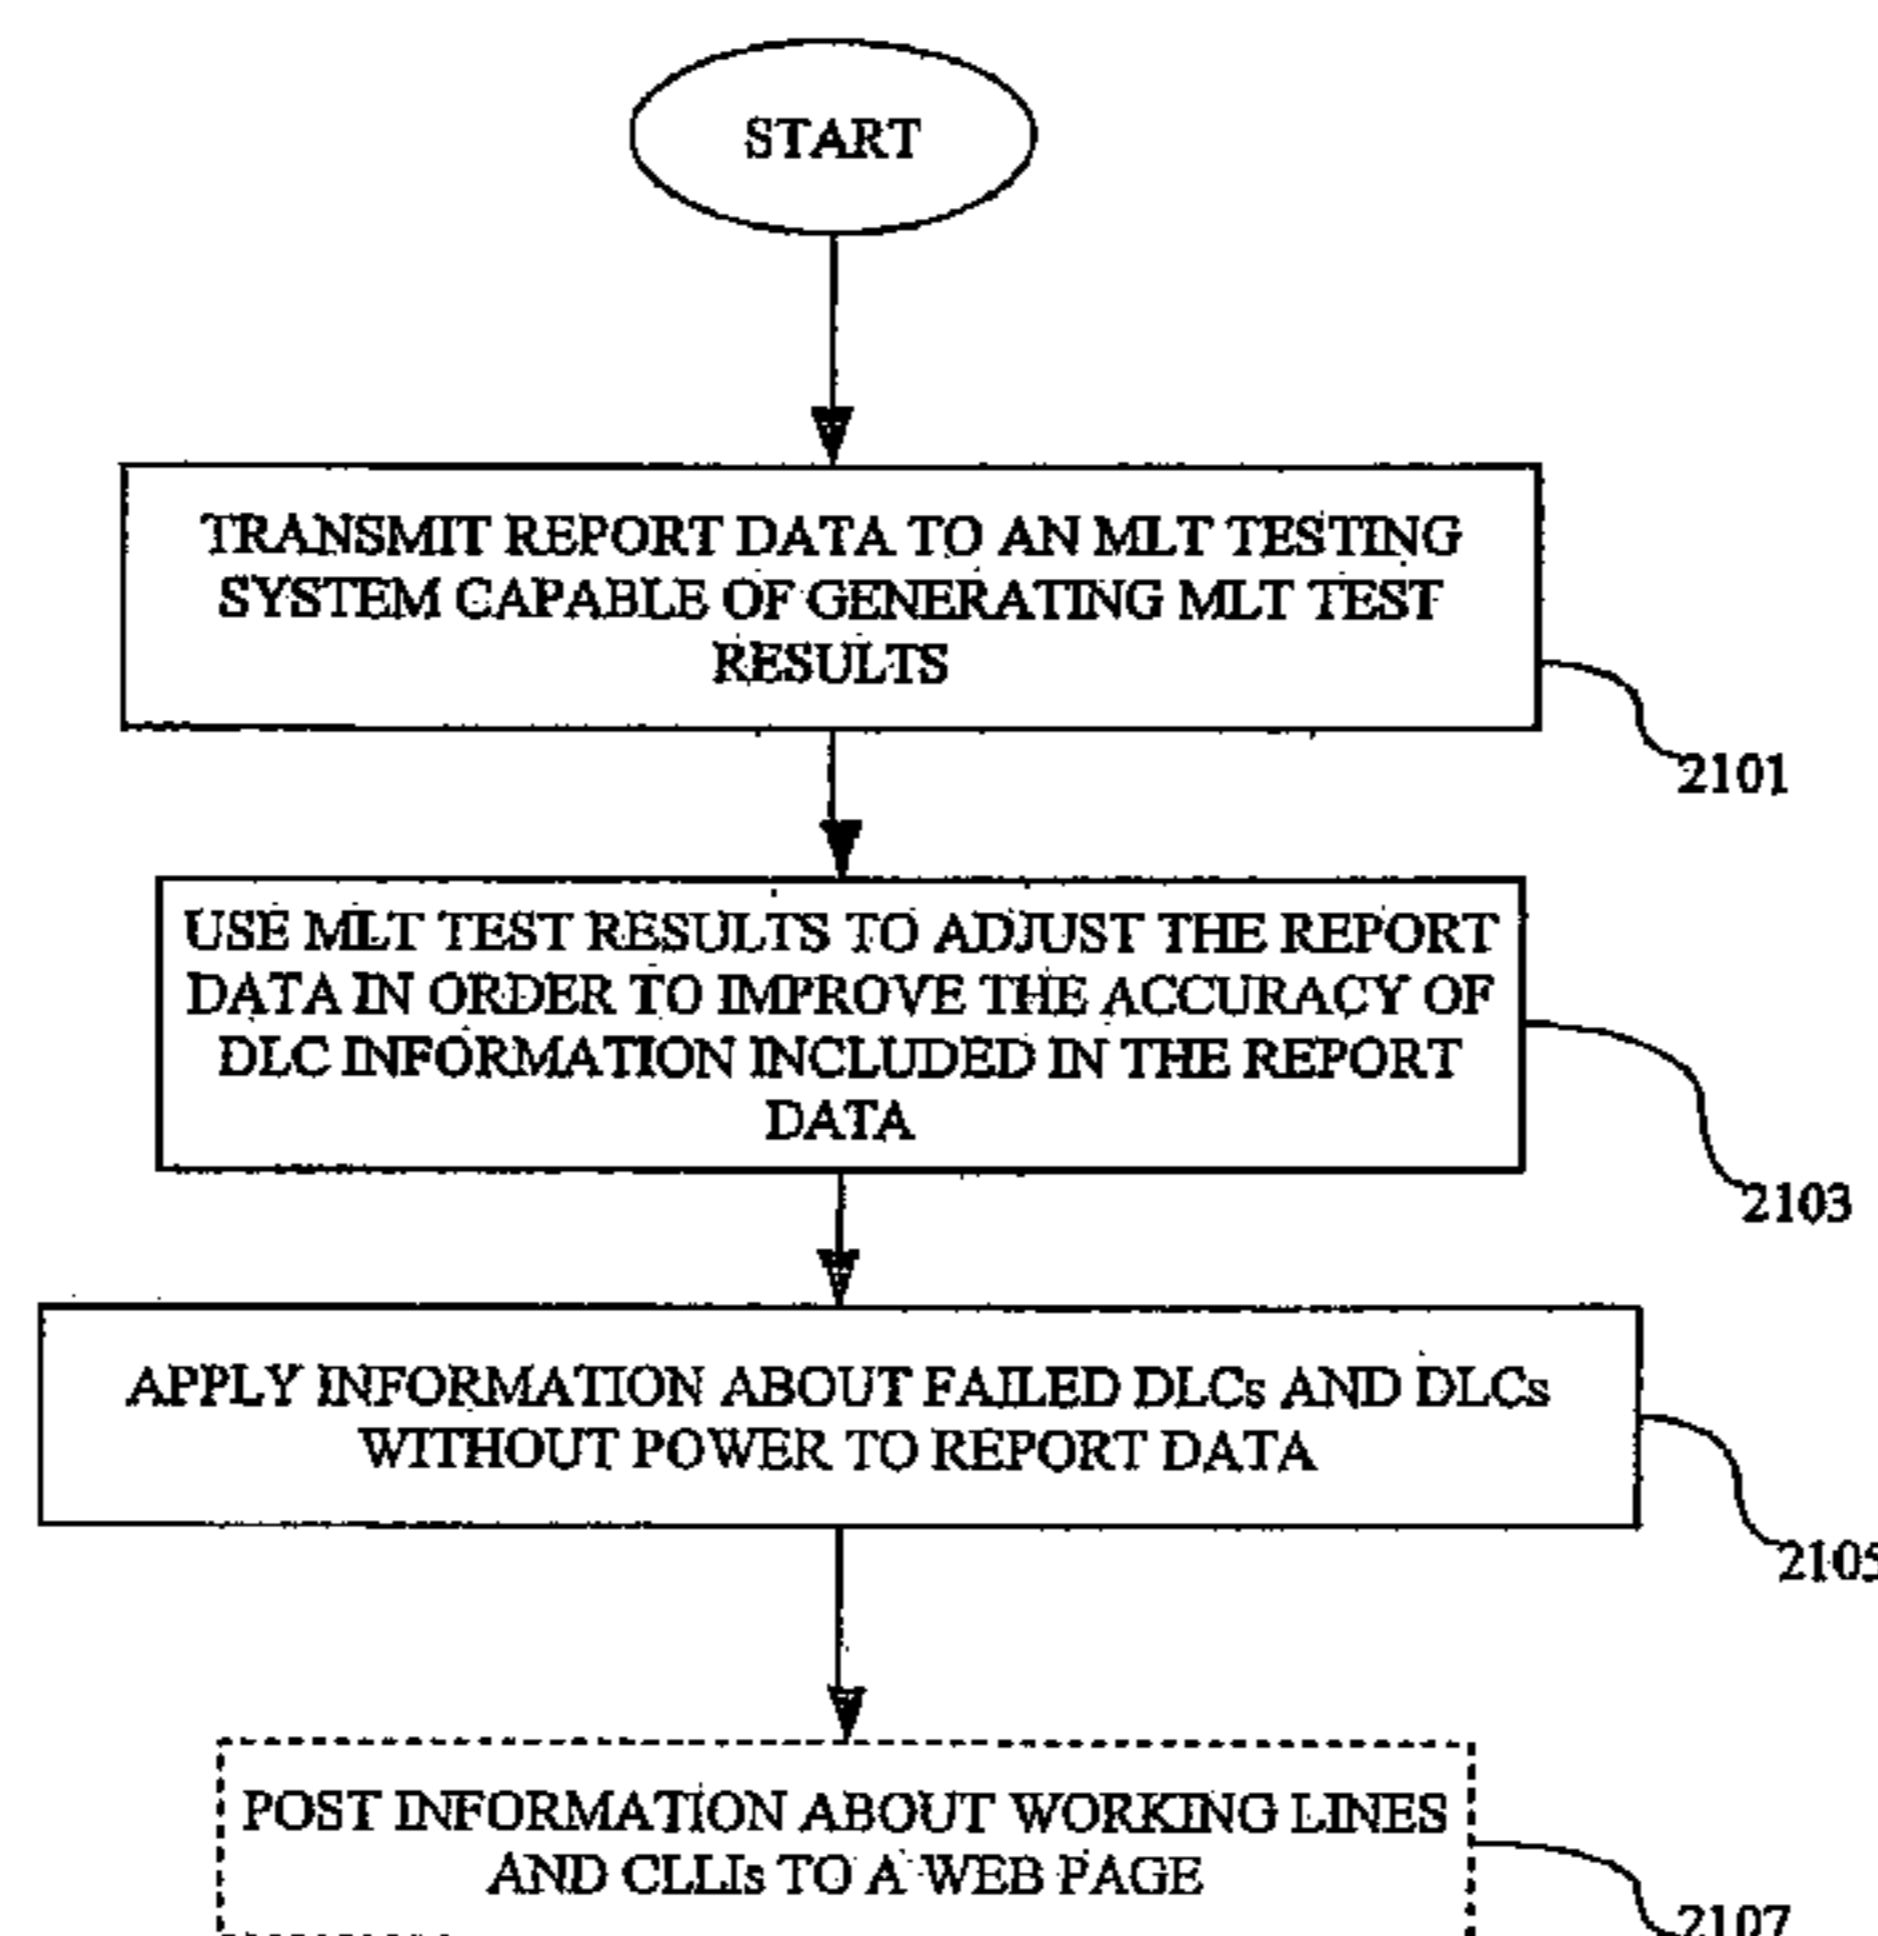 START
TRANSMIT REPORT DATA TO AN MLT TESTING
SYSTEM CAPABLE OF GENERATING MLT TEST
RESULTS
2101
USE MLT TEST RESULTS TO ADJUST THE REPORT
DATA IN ORDER TO IMPROVE THE ACCURACY OF
DLC INFORMATION INCLUDED IN THE REPORT
DATA
2103
APPLY INFORMATION ABOUT FAILED DLCs AND DLCs
WITHOUT POWER TO REPORT DATA
2105
POST INFORMATION ABOUT WORKING LINES
AND CLLIs TO A WEB PAGE
2107